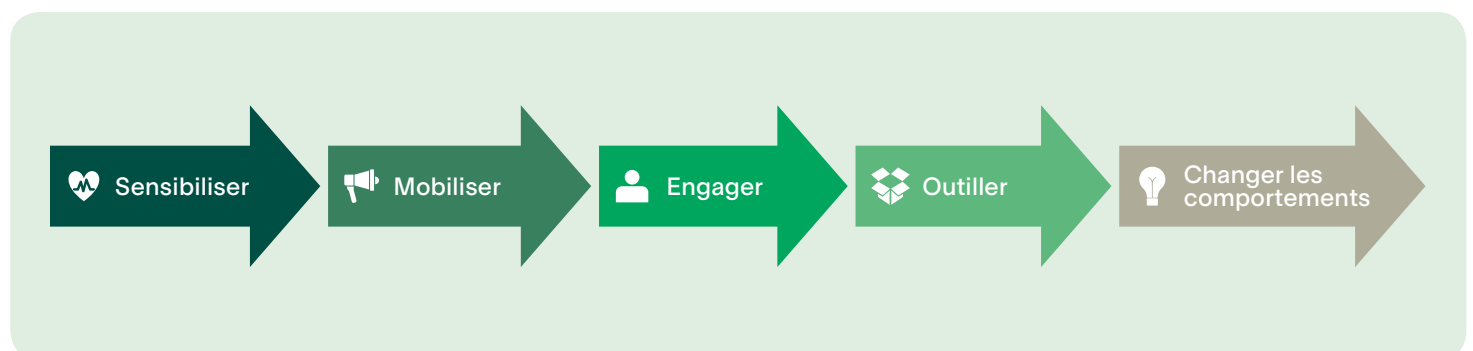 Sensibiliser
Mobiliser
Engager
Outiller
Changer les
comportements